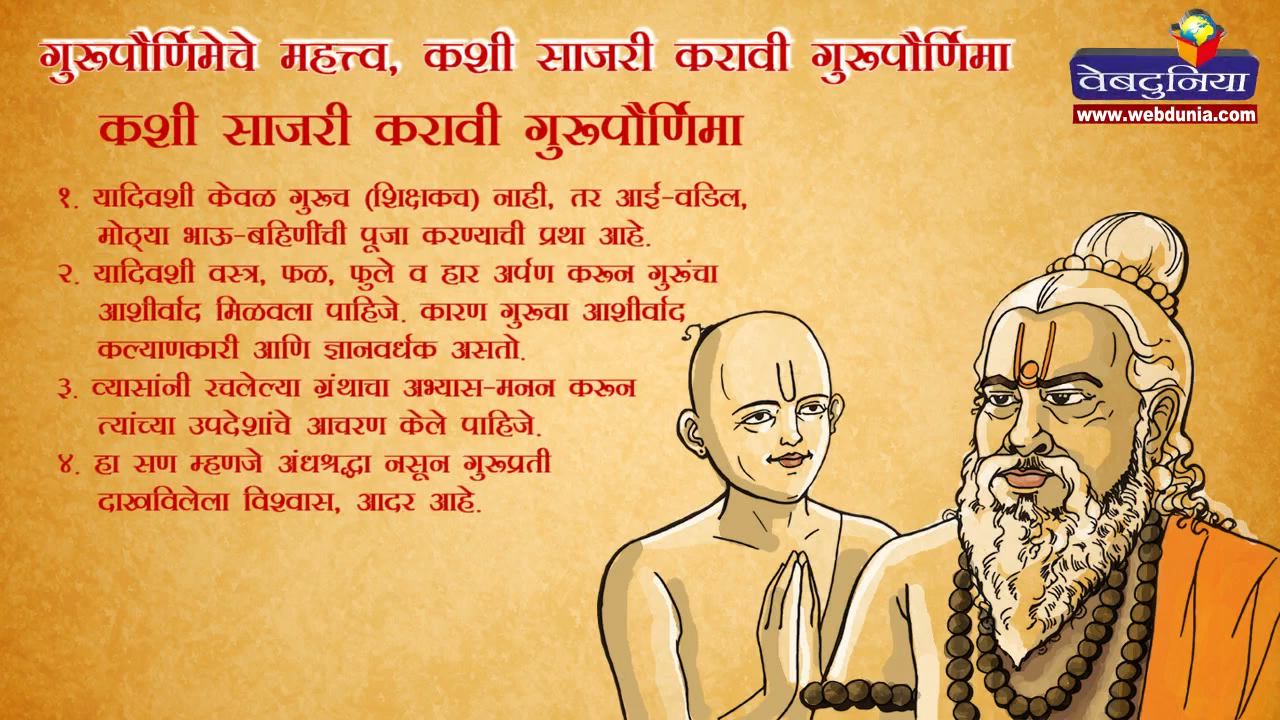 गुरूपौर्णिमेचे महत्त्व, कशी साजरी करावी गुरूपौर्णिमा
वेबदुनिया
www.webdunia.com
कशी साजरी करावी गुरूपौर्णिमा
१. यादिवशी केवळ गुरूच (शिक्षकच) नाही, तर आई-वडिल,
मोठ्या भाऊ-बहिणींची पूजा करण्याची प्रथा आहे.
२. यादिवशी वस्त्र, फळ, फुले व हार अर्पण करून गुरूंचा
आशीर्वाद मिळवला पाहिजे. कारण गुरूचा आशीर्वाद
कल्याणकारी आणि ज्ञानवर्धक असतो.
३. व्यासांनी रचलेल्या ग्रंथाचा अभ्यास-मनन करून
त्यांच्या उपदेशांचे आचरण केले पाहिजे.
४. हा सण म्हणजे अंधश्रद्धा नसून गुरूप्रती
दाखविलेला विश्वास, आदर आहे.